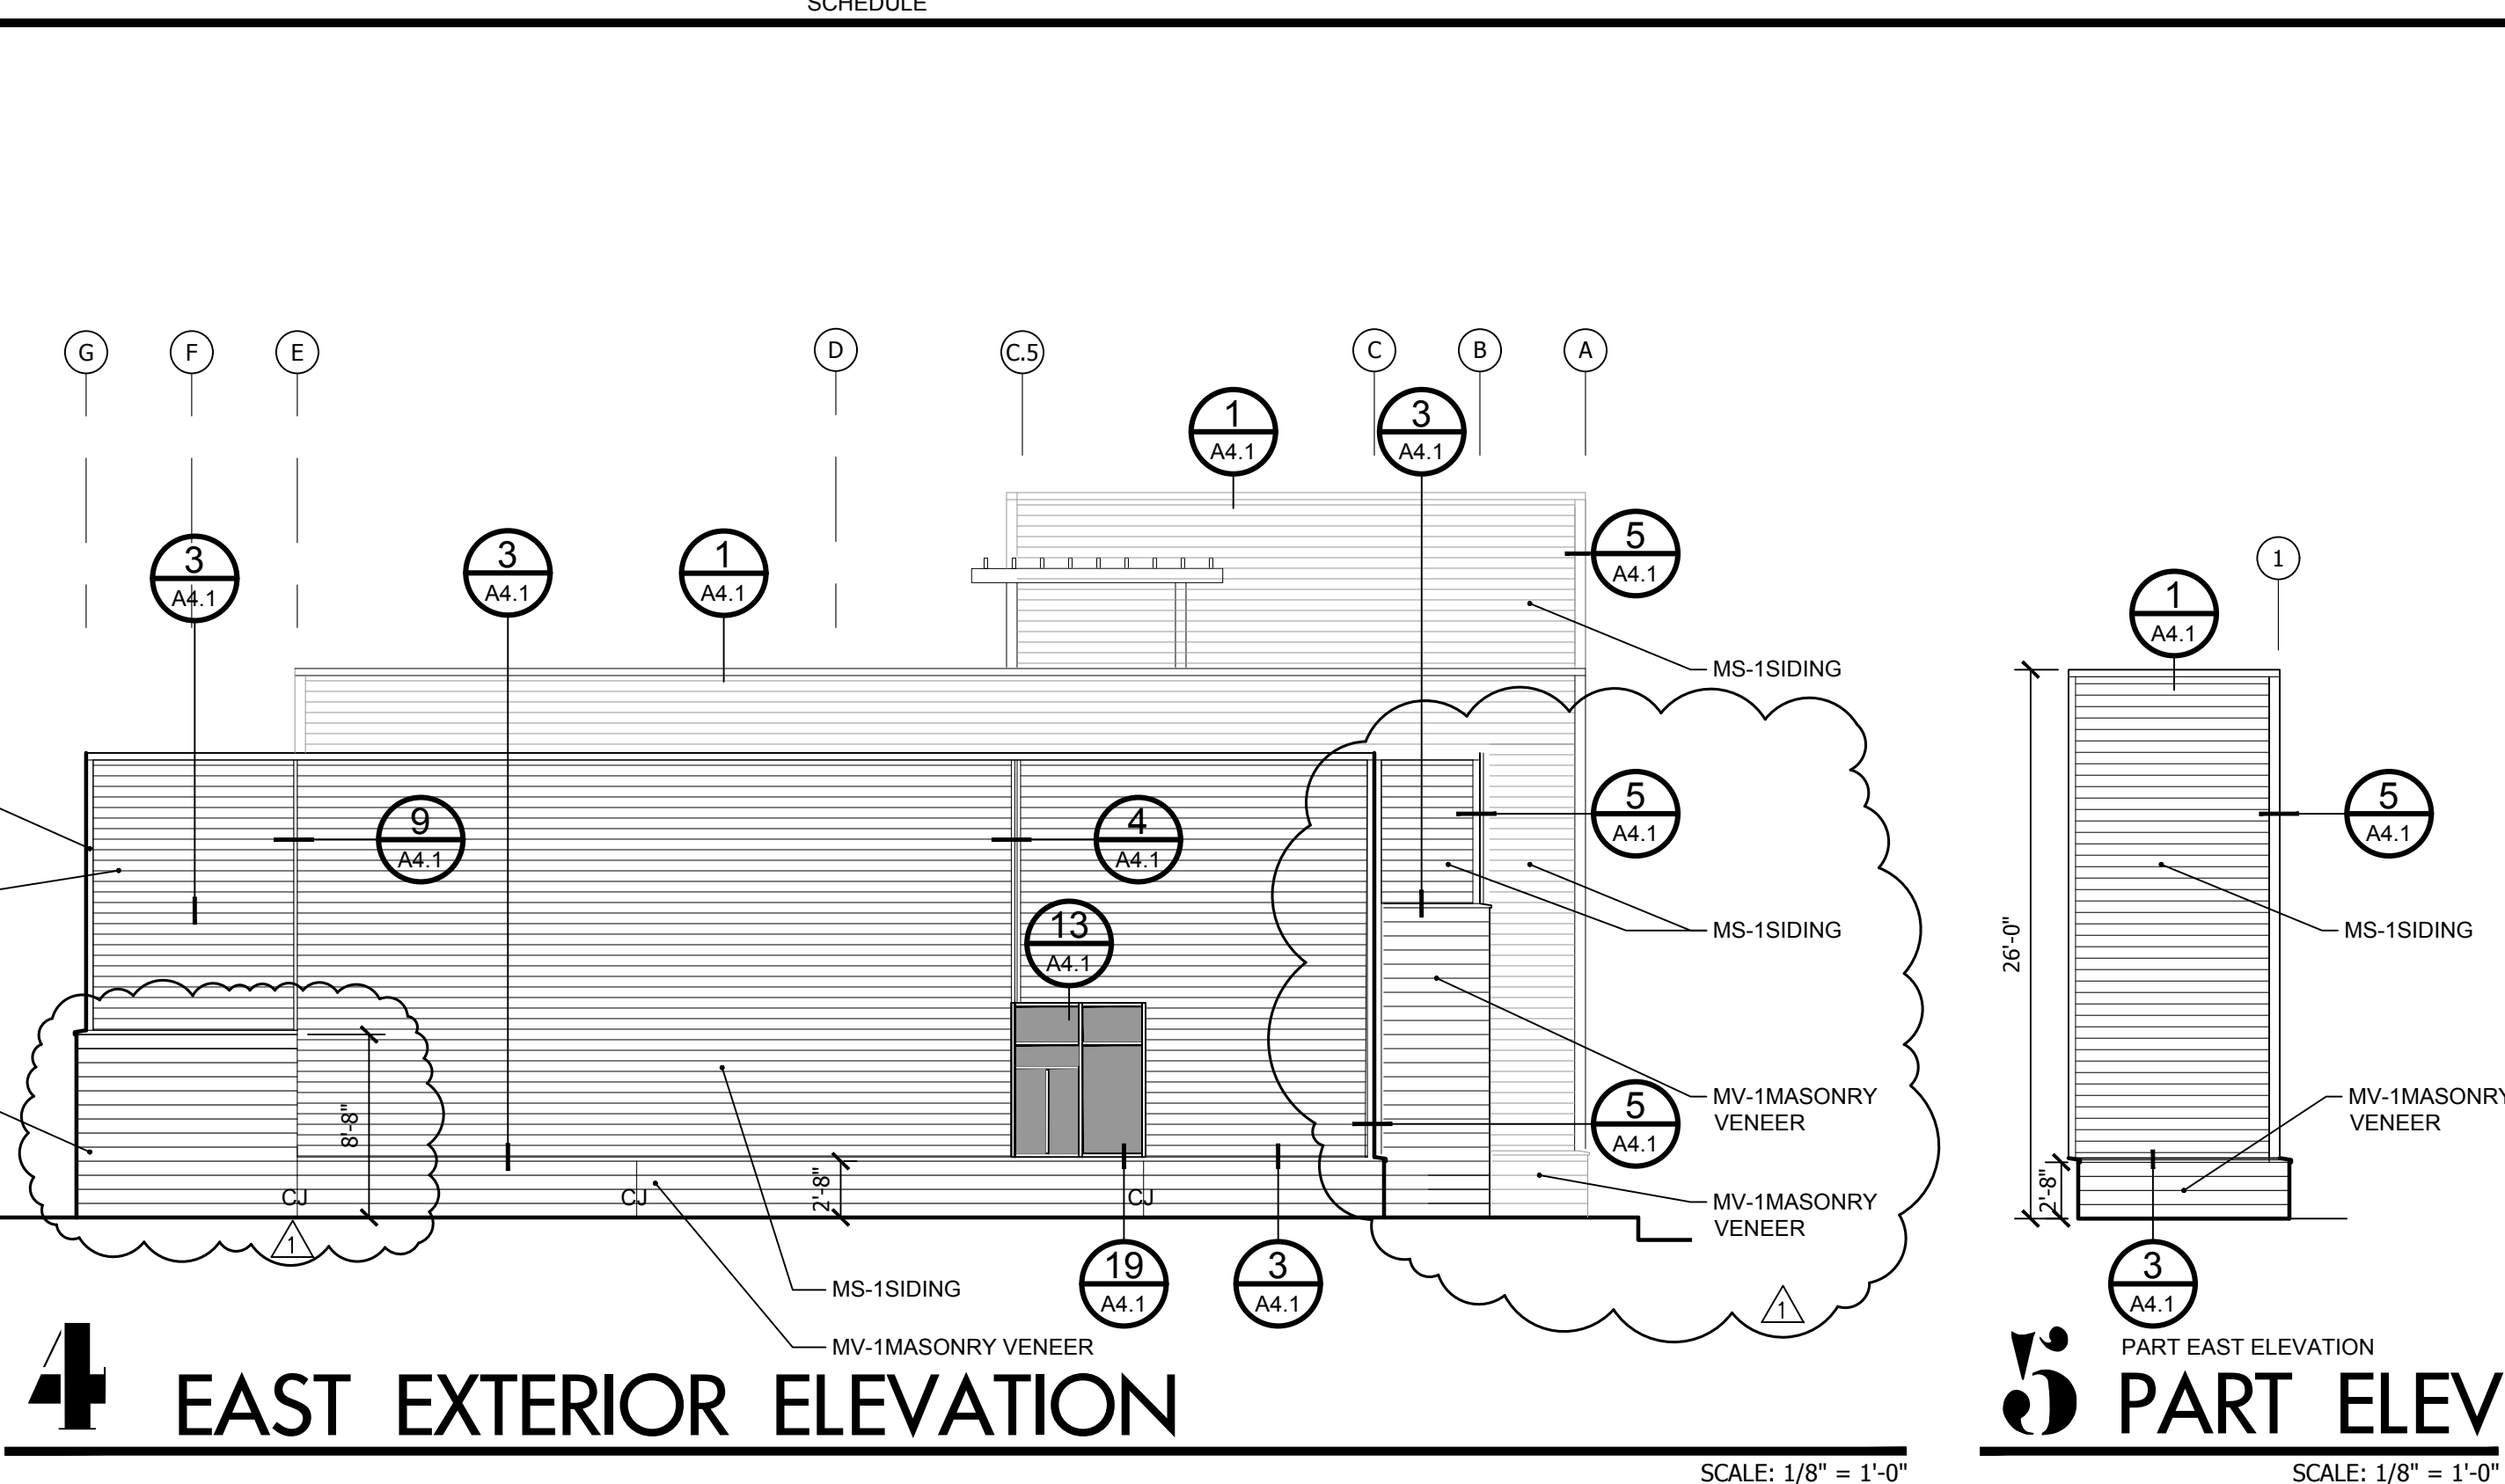 SCHEDULE
G
F
E
D
C.5
C
B
A
1
A4.1
3
A4.1
3
A4.1
3
A4.1
1
A4.1
5
A4.1
1
1
A4.1
MS-1SIDING
9
A4.1
4
A4.1
5
A4.1
5
A4.1
13
A4.1
MS-1SIDING
MS-1SIDING
26'-0"
8'-8"
MV-1MASONRY
VENEER
MV-1MASONRY
VENEER
5
A4.1
2'-8"
2'-8"
CJ
CJ
CJ
MV-1MASONRY
VENEER
1
19
A4.1
3
A4.1
3
A4.1
MS-1SIDING
1
MV-1MASONRY VENEER
PART EAST ELEVATION
4 EAST EXTERIOR ELEVATION
5 PART ELEV
SCALE: 1/8" = 1'-0"
SCALE: 1/8" = 1'-0"